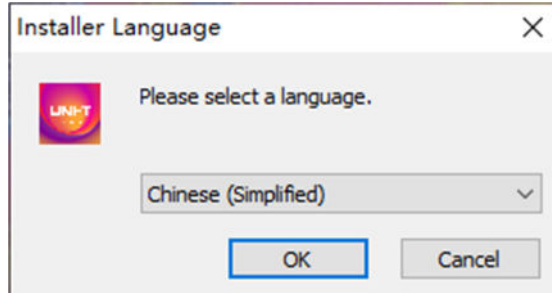 Installer Language
UNI-T
Please select a language.
Chinese (Simplified)
OK
Cancel